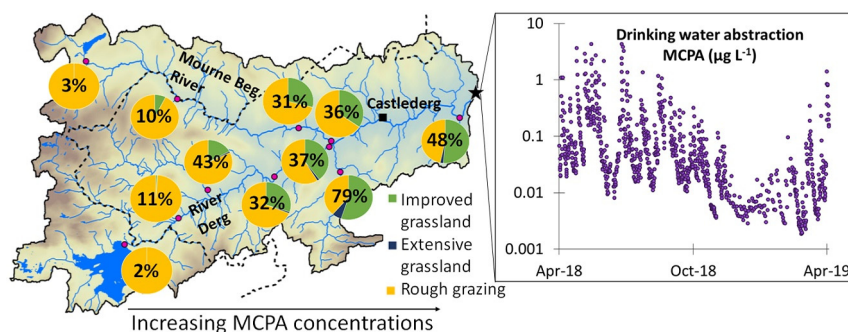 3%
10%
Mourne Beg.
River
31%
36%
Castlederg
48%
43%
37%
11%
River
Derg
32%
79%
2%
Improved
grassland
Extensive
grassland
Rough grazing
Increasing MCPA concentrations
Drinking water abstraction
MCPA (µg L⁻¹)
10
1
0.1
0.01
0.001
Apr-18
Oct-18
Apr-19